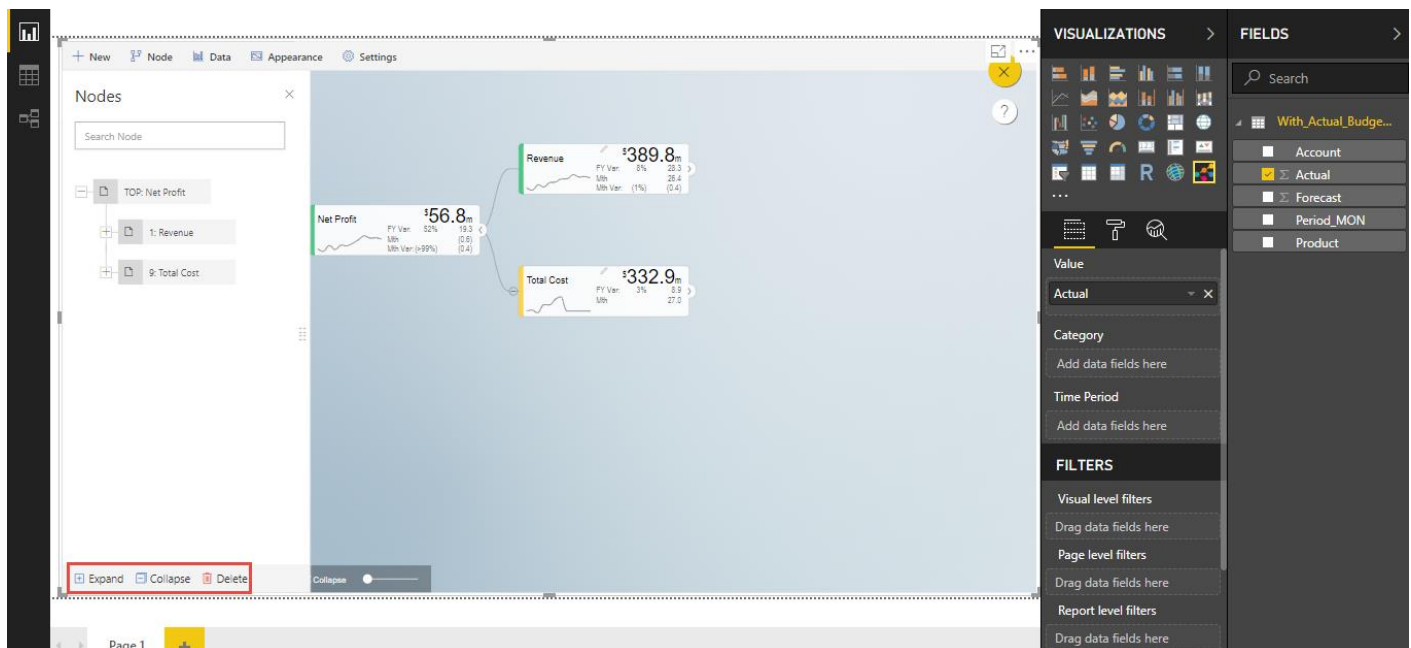 + New Node Data Appearance Settings
Nodes
Search Node
TOP: Net Profit
1: Revenue
9: Total Cost
Expand Collapse Delete
Collapse
Net Profit $56.8m
FY Var: 52% 19.3
Mth (0.6)
Mth Var: (>99%) (0.4)
Revenue $389.8m
FY Var: 8% 28.3
Mth 26.4
Mth Var: (1%) (0.4)
Total Cost $332.9m
FY Var: 3% 8.9
Mth 27.0
?
Page 1 +
VISUALIZATIONS
R
...
Value
Actual
Category
Add data fields here
Time Period
Add data fields here
FILTERS
Visual level filters
Drag data fields here
Page level filters
Drag data fields here
Report level filters
Drag data fields here
FIELDS
Search
With_Actual_Budge...
Account
Σ Actual
Σ Forecast
Period_MON
Product